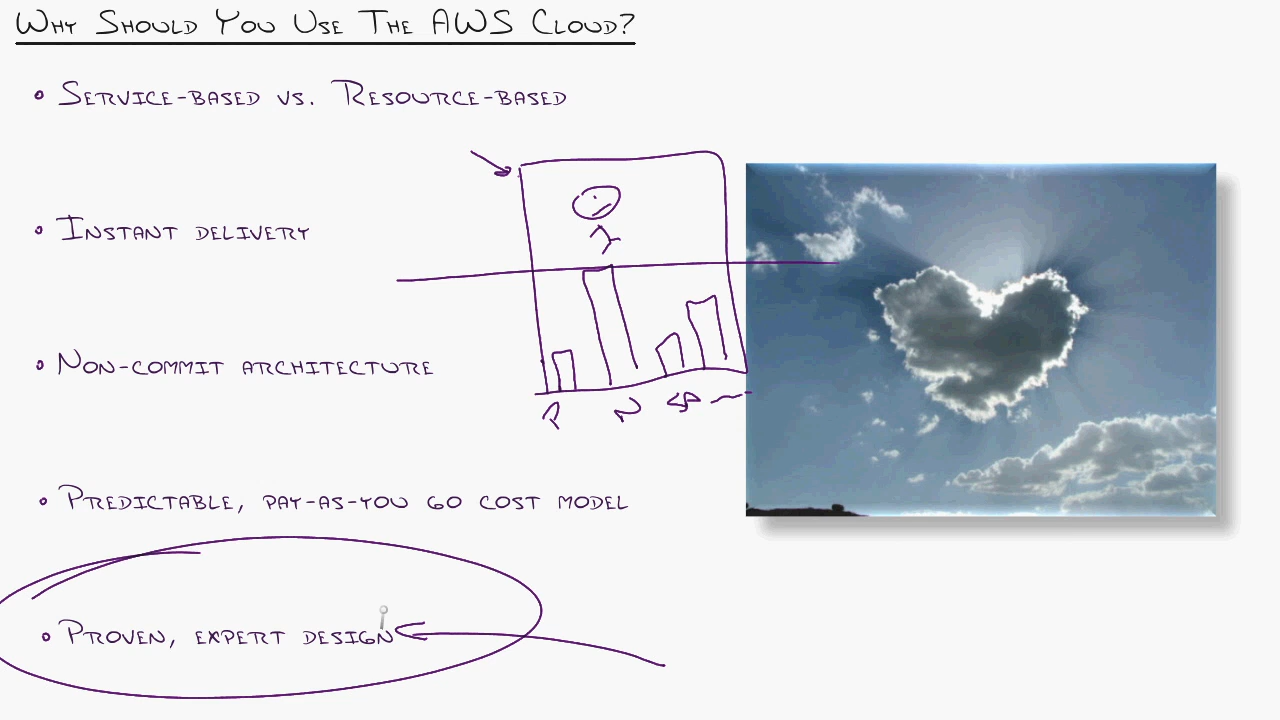 Why Should You Use The AWS Cloud?
• Service-based vs. Resource-based
• Instant delivery
• Non-commit architecture
• Predictable, pay-as-you go cost model
• Proven, expert design